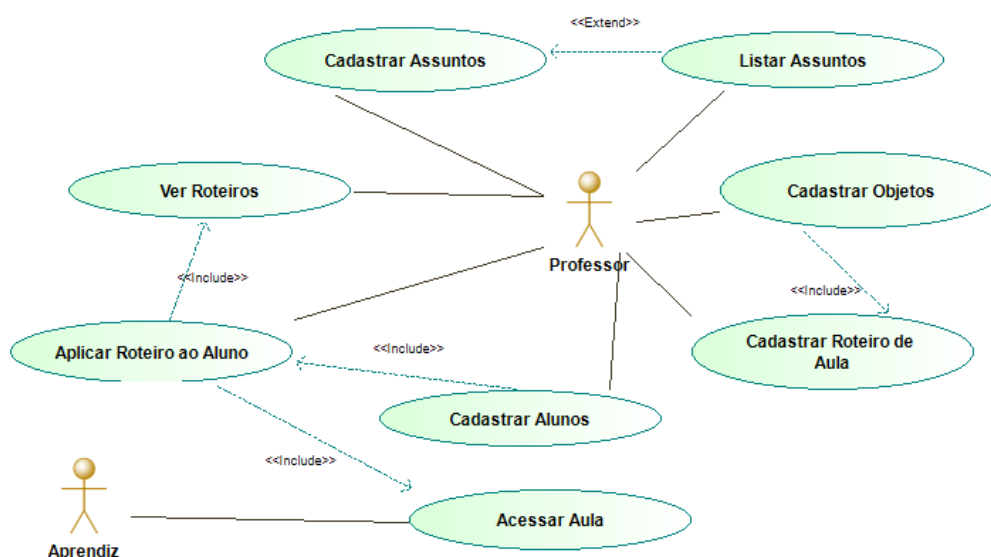 <<Extend>>
Cadastrar Assuntos
Listar Assuntos
Ver Roteiros
Cadastrar Objetos
Professor
<<Include>>
<<Include>>
Aplicar Roteiro ao Aluno
<<Include>>
Cadastrar Roteiro de
Aula
Cadastrar Alunos
<<Include>>
Acessar Aula
Aprendiz